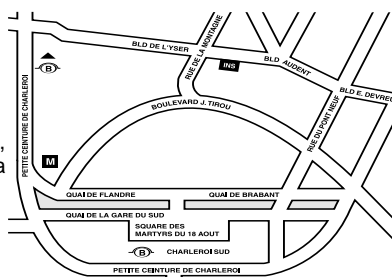 BLD DE L'YSER
RUE DE LA MONTAGNE
BLD AUDENT
INS
B
PETITE CEINTURE DE CHARLEROI
BOULEVARD J. TIROU
RUE DU PONT NEUF
BLD E. DEVREU
,
M
a
QUAI DE FLANDRE
QUAI DE BRABANT
QUAI DE LA GARE DU SUD
SQUARE DES
MARTYRS DU 18 AOUT
B
CHARLEROI SUD
PETITE CEINTURE DE CHARLEROI